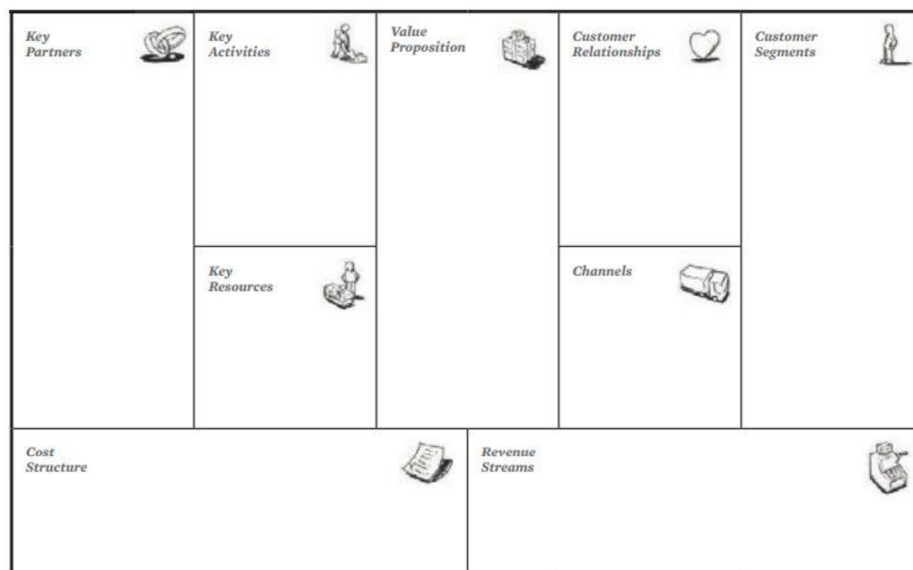 Key
Partners
Key
Activities
Value
Proposition
Customer
Relationships
Customer
Segments
Key
Resources
Channels
Cost
Structure
Revenue
Streams